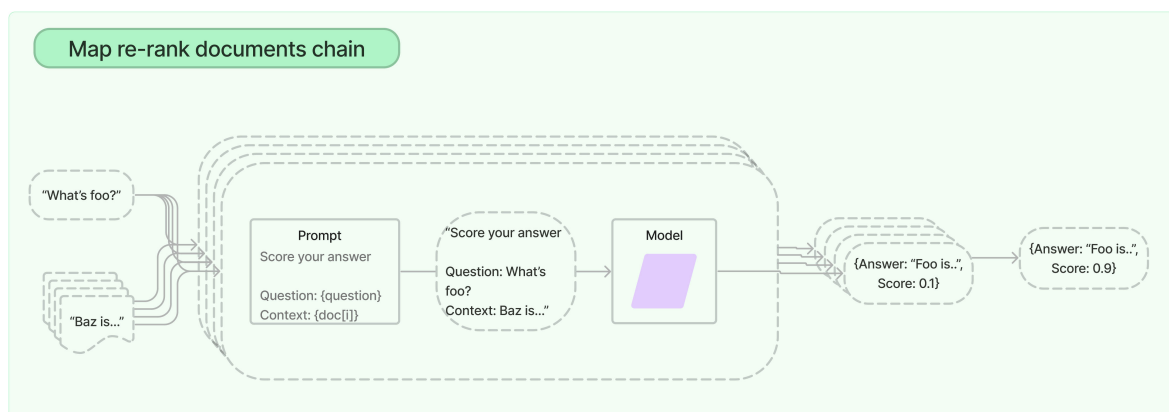 Map re-rank documents chain
“What’s foo?”
“Baz is...”
Prompt
Score your answer
Question: {question}
Context: {doc[i]}
“Score your answer
Question: What’s
foo?
Context: Baz is...”
Model
{Answer: “Foo is..”,
Score: 0.1}
{Answer: “Foo is..”,
Score: 0.9}